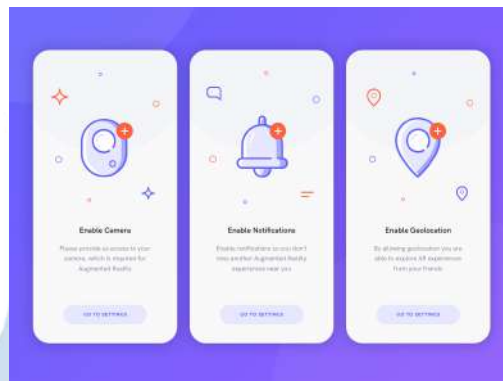 Enable Camera
Please provide us access to your
camera, which is required for
Augmented Reality
GO TO SETTINGS
Enable Notifications
Enable notifications so you don't
miss another Augmented Reality
experiences near you
GO TO SETTINGS
Enable Geolocation
By allowing geolocation you are
able to explore AR experiences
from your friends
GO TO SETTINGS